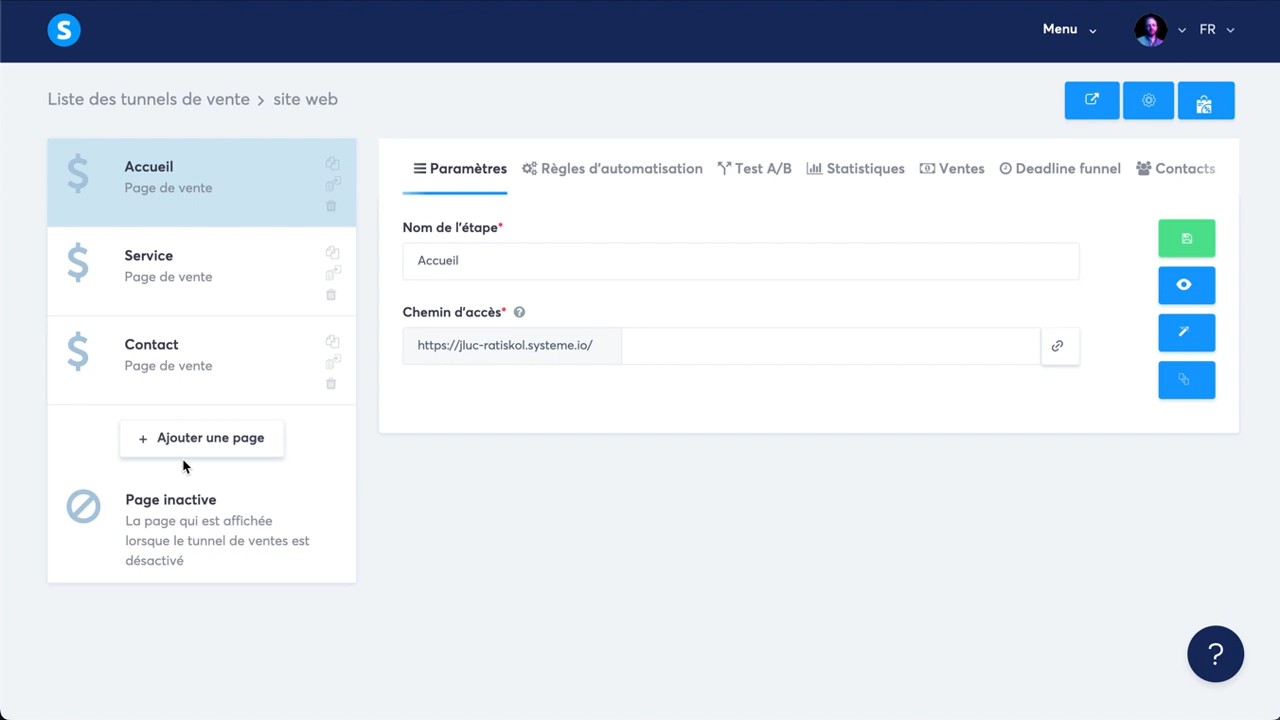 S
Menu
FR
Liste des tunnels de vente > site web
Accueil
Page de vente
Service
Page de vente
Contact
Page de vente
+ Ajouter une page
Page inactive
La page qui est affichée
lorsque le tunnel de ventes est
désactivé
Paramètres Règles d'automatisation Test A/B Statistiques Ventes Deadline funnel Contacts
Nom de l'étape*
Accueil
Chemin d'accès* ?
https://jluc-ratiskol.systeme.io/
?